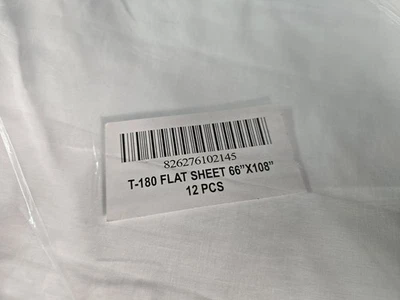 826276102145
T-180 FLAT SHEET 66"X108"
12 PCS